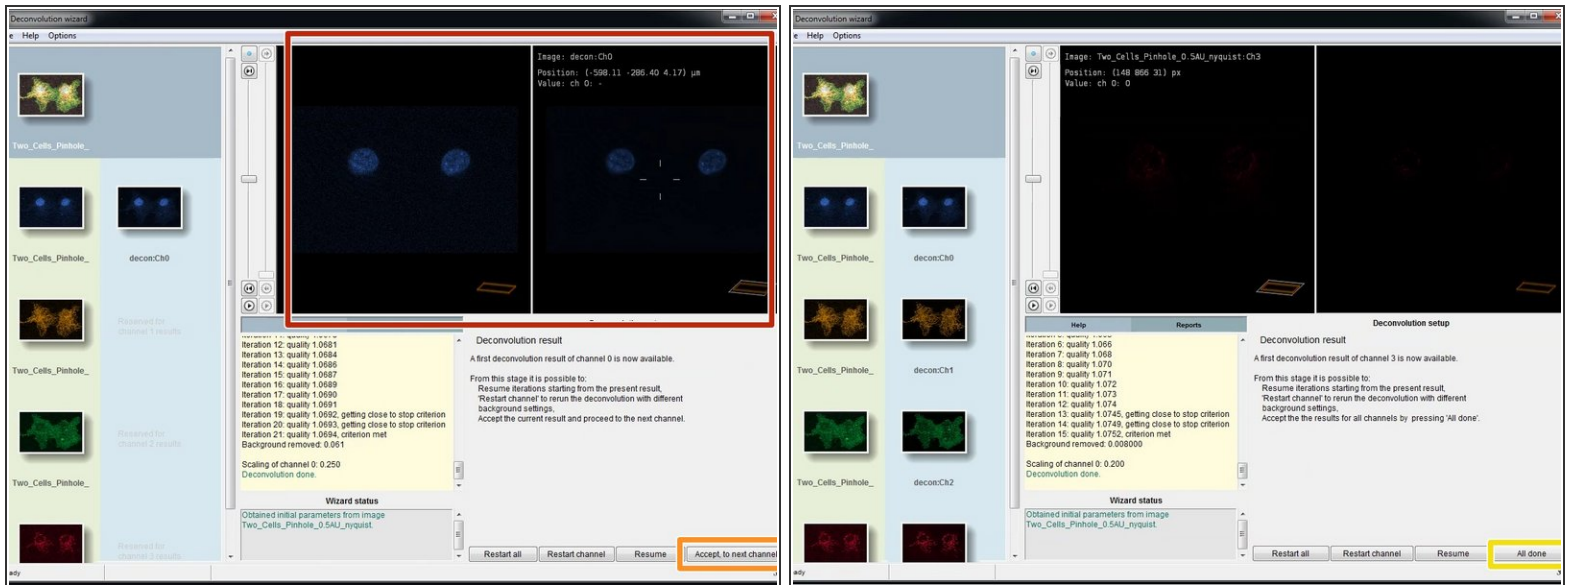 Deconvolution wizard
e Help Options
Image: decon:Ch0
Position: (-598.11 -286.40 4.17) µm
Value: ch 0: -
Two_Cells_Pinhole_
Two_Cells_Pinhole_
decon:Ch0
Reserved for
channel 1 results
Two_Cells_Pinhole_
Reserved for
channel 2 results
Two_Cells_Pinhole_
Reserved for
channel 3 results
Iteration 12: quality 1.0681
Iteration 13: quality 1.0684
Iteration 14: quality 1.0686
Iteration 15: quality 1.0687
Iteration 16: quality 1.0689
Iteration 17: quality 1.0690
Iteration 18: quality 1.0691
Iteration 19: quality 1.0692, getting close to stop criterion
Iteration 20: quality 1.0693, getting close to stop criterion
Iteration 21: quality 1.0694, criterion met
Background removed: 0.061
Scaling of channel 0: 0.250
Deconvolution done.
Wizard status
Obtained initial parameters from image
Two_Cells_Pinhole_0.5AU_nyquist.
Deconvolution result
A first deconvolution result of channel 0 is now available.
From this stage it is possible to:
Resume iterations starting from the present result,
'Restart channel' to rerun the deconvolution with different
background settings,
Accept the current result and proceed to the next channel.
Restart all Restart channel Resume Accept, to next channel
ady
Deconvolution wizard
e Help Options
Image: Two_Cells_Pinhole_0.5AU_nyquist:Ch3
Position: (148 866 31) px
Value: ch 0: 0
Two_Cells_Pinhole_
Two_Cells_Pinhole_
decon:Ch0
Two_Cells_Pinhole_
decon:Ch1
Two_Cells_Pinhole_
decon:Ch2
Help Reports
Iteration 6: quality 1.066
Iteration 7: quality 1.068
Iteration 8: quality 1.070
Iteration 9: quality 1.071
Iteration 10: quality 1.072
Iteration 11: quality 1.073
Iteration 12: quality 1.074
Iteration 13: quality 1.0745, getting close to stop criterion
Iteration 14: quality 1.0749, getting close to stop criterion
Iteration 15: quality 1.0752, criterion met
Background removed: 0.008000
Scaling of channel 0: 0.200
Deconvolution done.
Wizard status
Obtained initial parameters from image
Two_Cells_Pinhole_0.5AU_nyquist.
Deconvolution setup
Deconvolution result
A first deconvolution result of channel 3 is now available.
From this stage it is possible to:
Resume iterations starting from the present result,
'Restart channel' to rerun the deconvolution with different
background settings,
Accept the the results for all channels by pressing 'All done'.
Restart all Restart channel Resume All done
ady